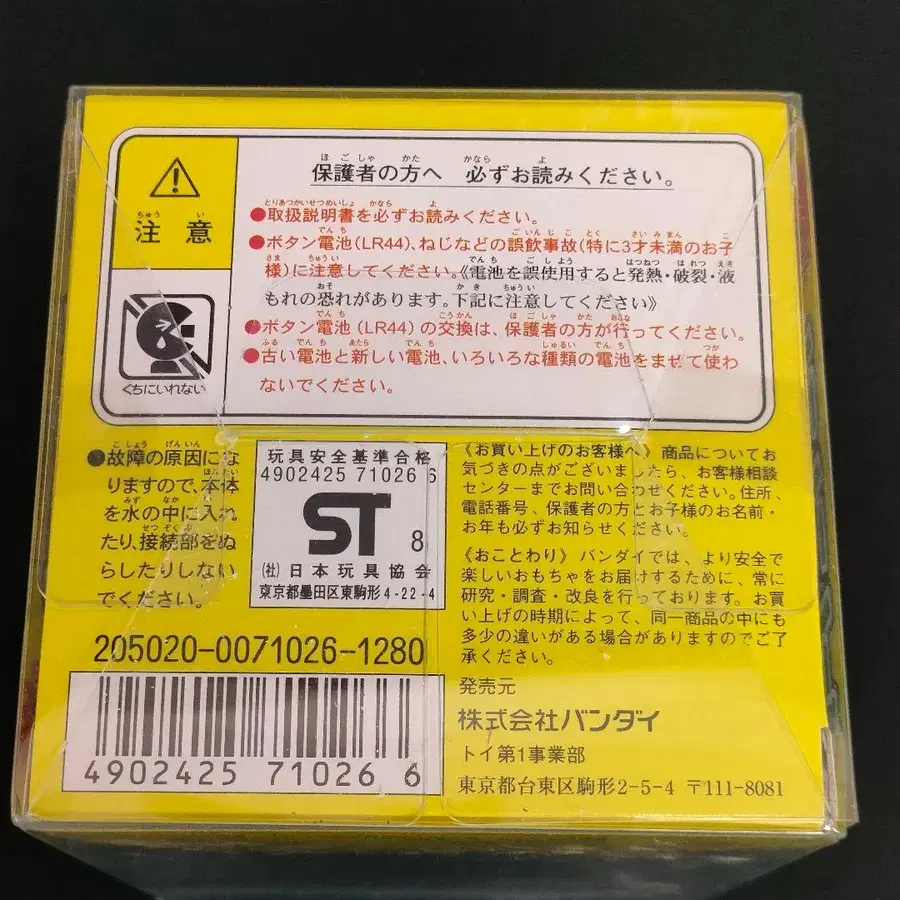 注意
くちにいれない
保護者の方へ 必ずお読みください。
●取扱説明書を必ずお読みください。
●ボタン電池(LR44)、ねじなどの誤飲事故(特に3才未満のお子
様)に注意してください。《電池を誤使用すると発熱・破裂・液
もれの恐れがあります。下記に注意してください》
●ボタン電池(LR44)の交換は、保護者の方が行ってください。
●古い電池と新しい電池、いろいろな種類の電池をまぜて使わ
ないでください。
●故障の原因にな
りますので、本体
を水の中に入れ
たり、接続部をぬ
らしたりしない
でください。
玩具安全基準合格
4902425 71026 6
ST 8
(社)日本玩具協会
東京都墨田区東駒形4-22-4
205020-0071026-1280
4902425 71026 6
《お買い上げのお客様へ》商品についてお
気づきの点がございましたら、お客様相談
センターまでお問い合わせください。住所、
電話番号、保護者の方とお子様のお名前・
お年も必ずお知らせください。
《おことわり》バンダイでは、より安全で
楽しいおもちゃをお届けするために、常に
研究・調査・改良を行っております。お買
い上げの時期によって、同一商品の中にも
多少の違いがある場合がありますのでご了
承ください。
発売元
株式会社バンダイ
トイ第1事業部
東京都台東区駒形2-5-4 〒111-8081